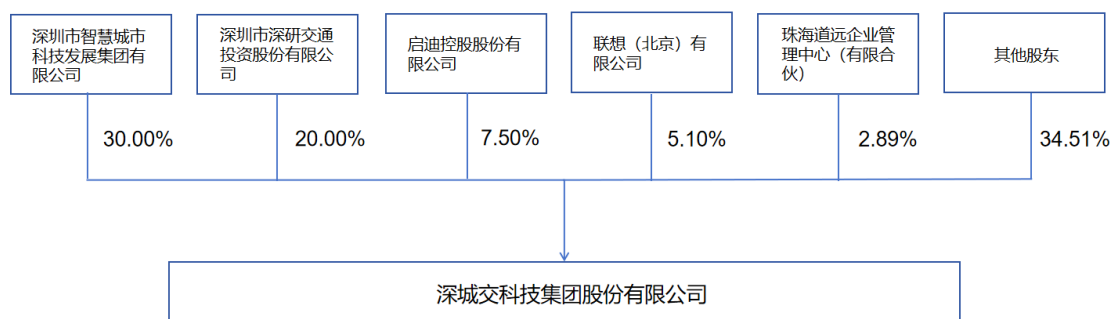 深圳市智慧城市
科技发展集团有
限公司
深圳市深研交通
投资股份有限公
司
启迪控股股份有
限公司
联想（北京）有
限公司
珠海道远企业管
理中心（有限合
伙）
其他股东
30.00%
20.00%
7.50%
5.10%
2.89%
34.51%
深城交科技集团股份有限公司